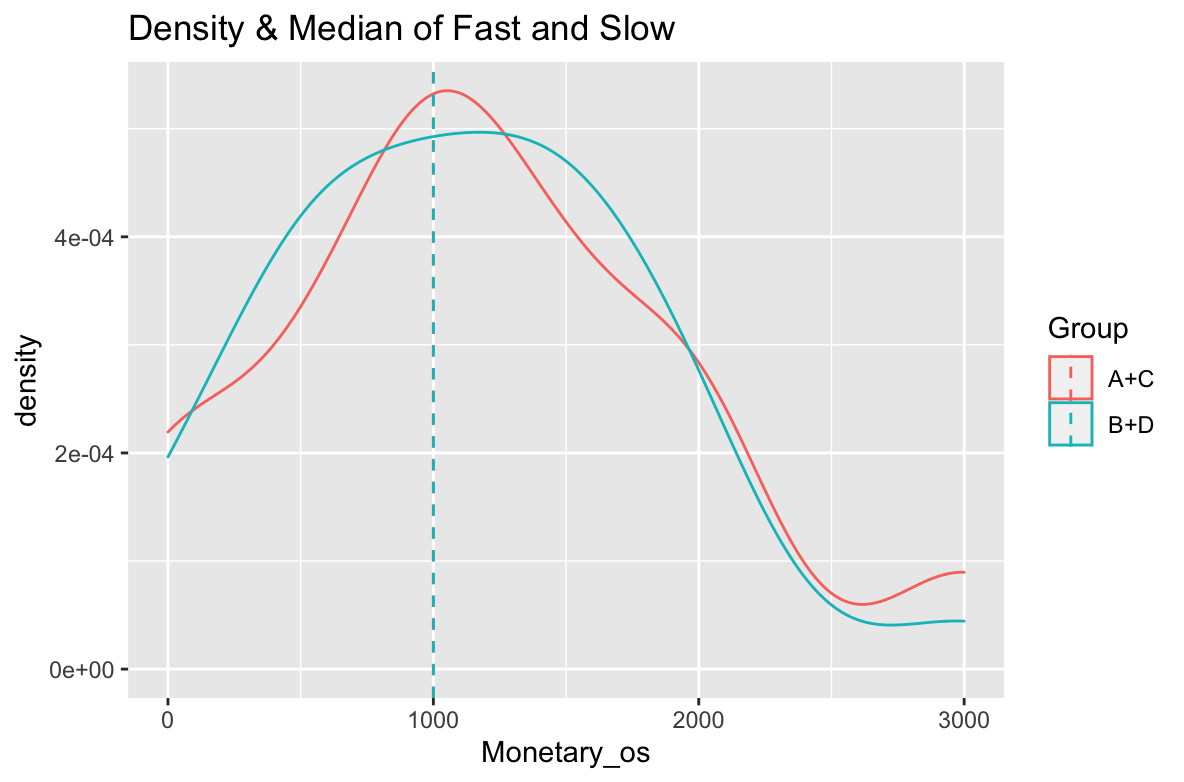 Density & Median of Fast and Slow
density
4e-04
2e-04
0e+00
0 1000 2000 3000
Monetary_os
Group
A+C
B+D